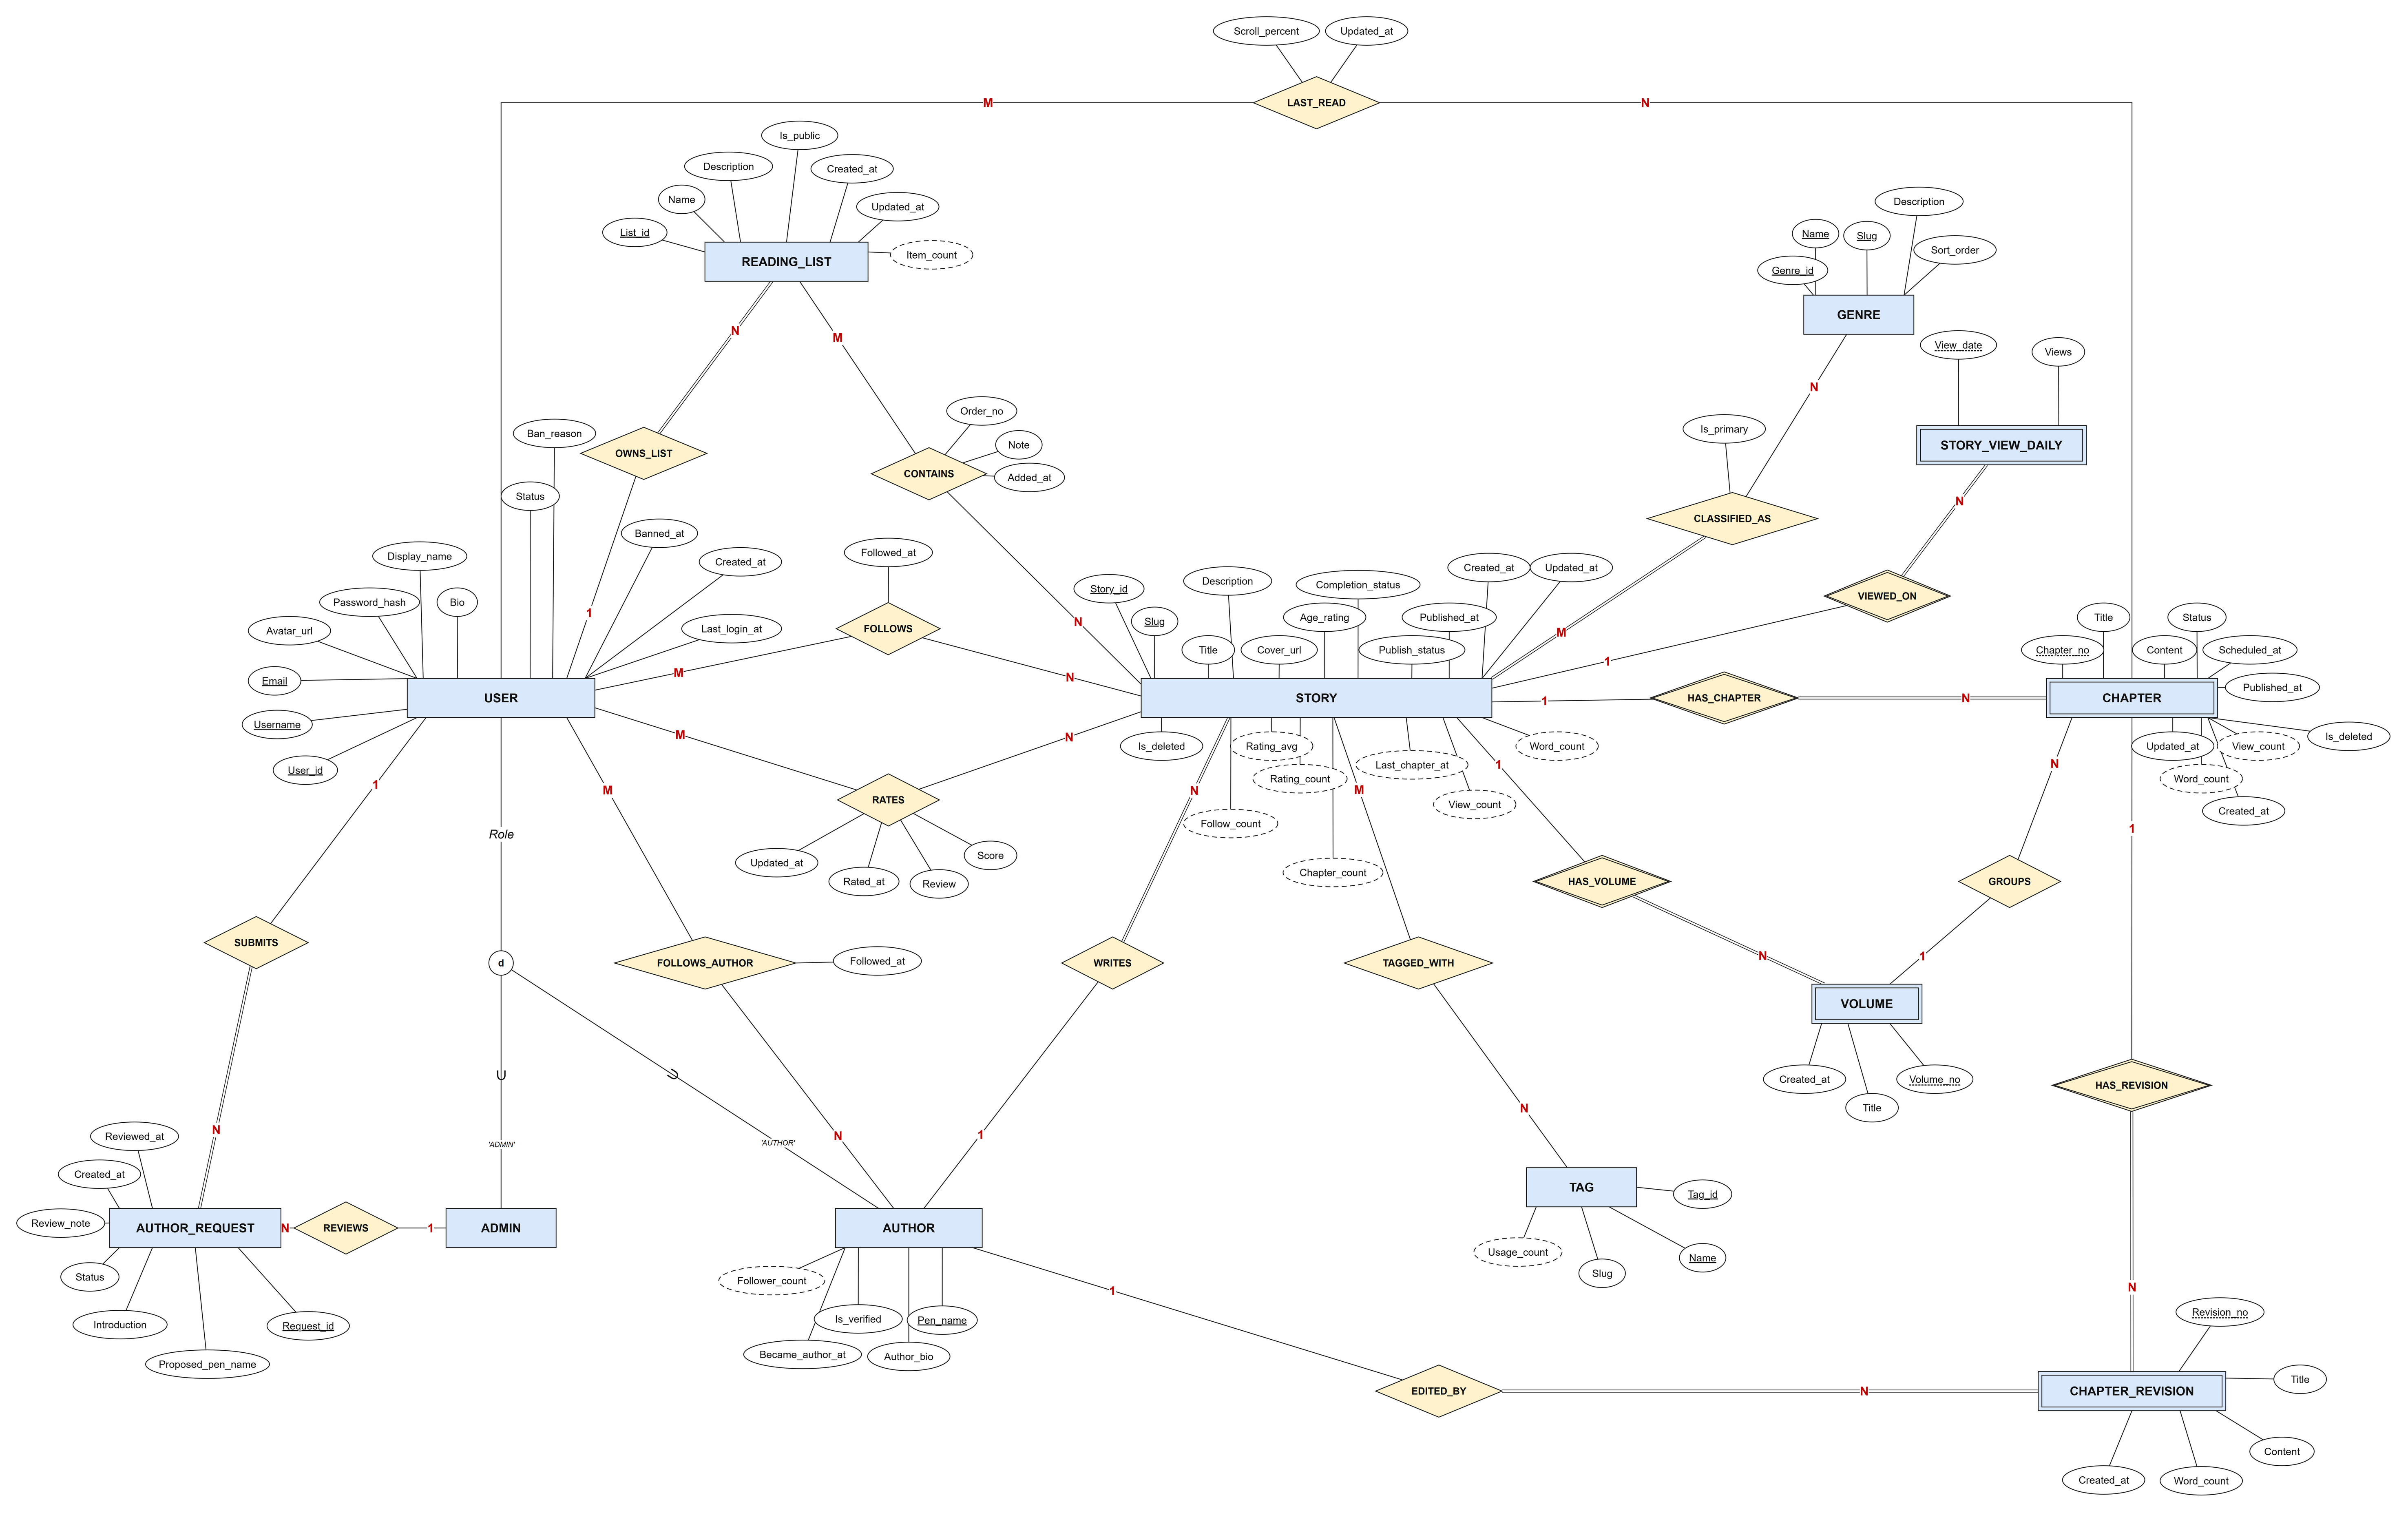 Scroll_percent
Updated_at
LAST_READ
M
N
Is_public
Description
Created_at
Name
Updated_at
List_id
Item_count
READING_LIST
Description
Name
Slug
Sort_order
Genre_id
GENRE
N
M
View_date
Views
N
Order_no
Is_primary
Ban_reason
Note
STORY_VIEW_DAILY
OWNS_LIST
CONTAINS
Added_at
Status
N
CLASSIFIED_AS
Banned_at
Display_name
Followed_at
Created_at
Created_at
Updated_at
Description
Completion_status
Story_id
VIEWED_ON
Password_hash
Bio
1
Age_rating
Published_at
Title
Status
Slug
N
Avatar_url
Last_login_at
FOLLOWS
M
Title
Cover_url
Publish_status
Chapter_no
Content
Scheduled_at
1
Email
M
N
Published_at
USER
STORY
1
HAS_CHAPTER
N
CHAPTER
Username
M
N
Is_deleted
Rating_avg
Word_count
Updated_at
View_count
Is_deleted
User_id
1
Last_chapter_at
1
N
Rating_count
Word_count
M
N
M
RATES
View_count
Created_at
Role
Follow_count
1
Updated_at
Score
Rated_at
Review
Chapter_count
HAS_VOLUME
GROUPS
SUBMITS
d
FOLLOWS_AUTHOR
Followed_at
WRITES
TAGGED_WITH
N
1
VOLUME
Created_at
Volume_no
HAS_REVISION
Title
N
N
Reviewed_at
N
1
'ADMIN'
'AUTHOR'
Created_at
TAG
Tag_id
Review_note
AUTHOR_REQUEST
N
REVIEWS
1
ADMIN
AUTHOR
Usage_count
Name
Status
Follower_count
Slug
1
N
Introduction
Request_id
Is_verified
Pen_name
Revision_no
Proposed_pen_name
Became_author_at
Author_bio
Title
EDITED_BY
N
CHAPTER_REVISION
Content
Created_at
Word_count